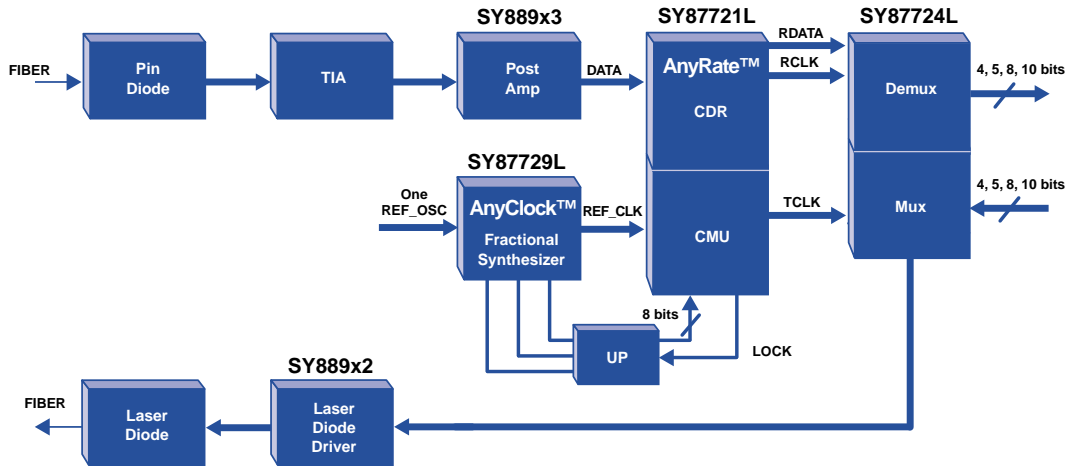 SY889x3
SY87721L
SY87724L
FIBER
Pin
Diode
TIA
Post
Amp
DATA
AnyRate™
CDR
RDATA
RCLK
Demux
4, 5, 8, 10 bits
SY87729L
One
REF_OSC
AnyClock™
Fractional
Synthesizer
REF_CLK
CMU
TCLK
Mux
4, 5, 8, 10 bits
8 bits
UP
LOCK
SY889x2
FIBER
Laser
Diode
Laser
Diode
Driver